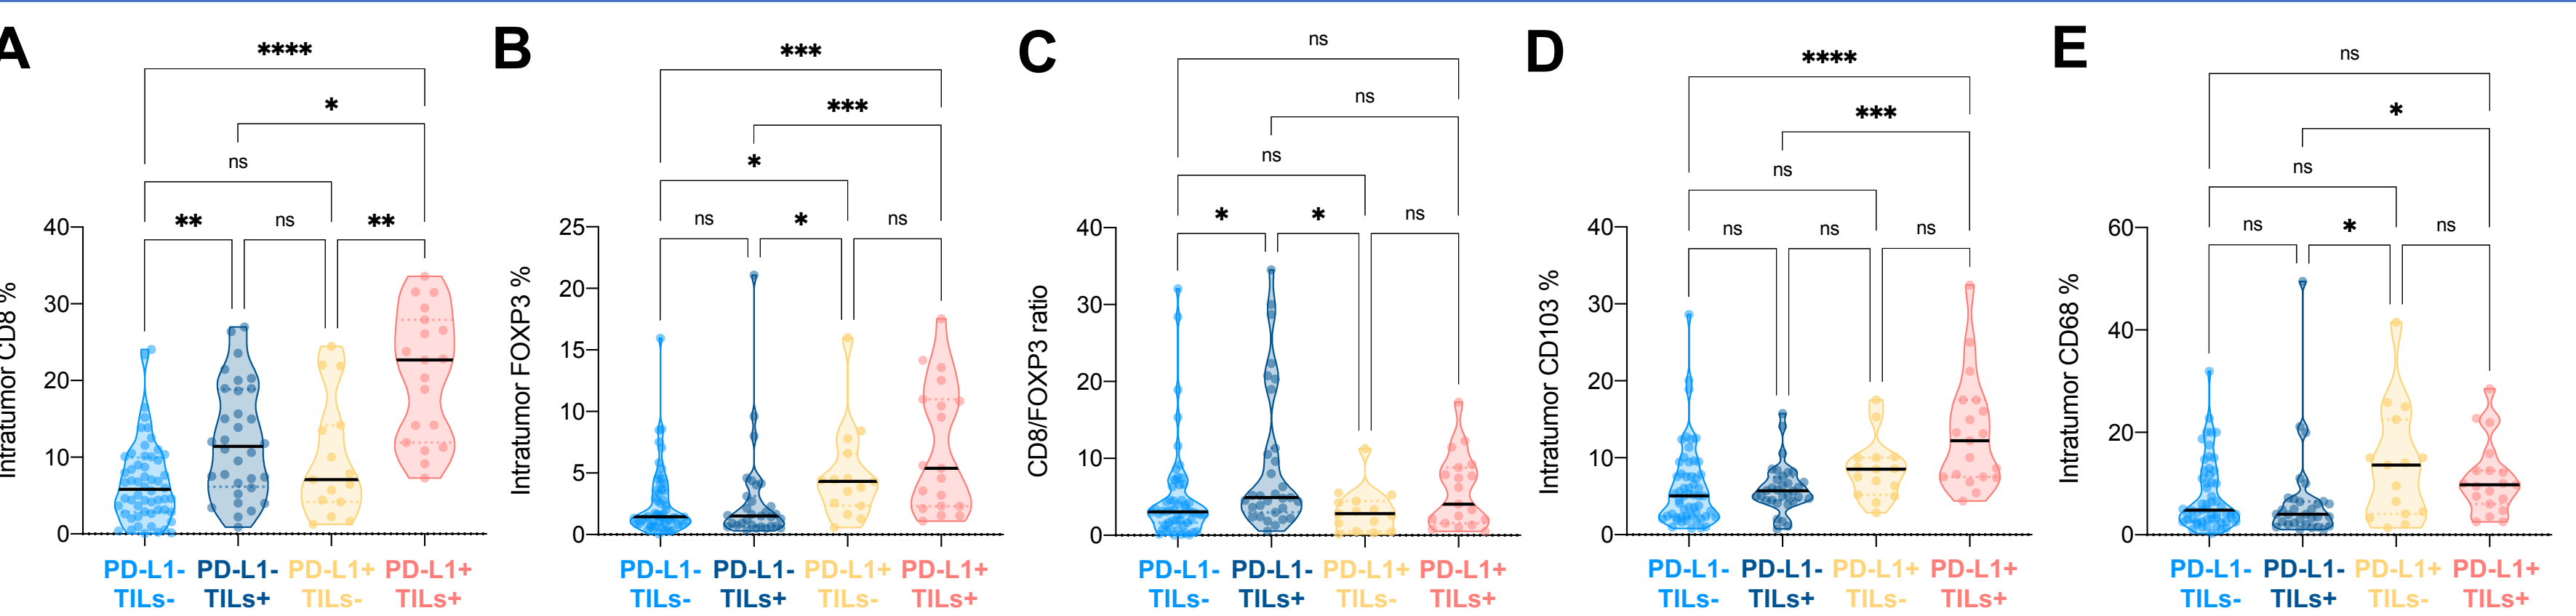 A
****
*
ns
**
ns
**
Intratumor CD8 %
40
30
20
10
0
PD-L1- PD-L1- PD-L1+ PD-L1+
TILs- TILs+ TILs- TILs+
B
***
***
*
ns
*
ns
Intratumor FOXP3 %
25
20
15
10
5
0
PD-L1- PD-L1- PD-L1+ PD-L1+
TILs- TILs+ TILs- TILs+
C
ns
ns
ns
*
*
ns
CD8/FOXP3 ratio
40
30
20
10
0
PD-L1- PD-L1- PD-L1+ PD-L1+
TILs- TILs+ TILs- TILs+
D
****
***
ns
ns
ns
ns
Intratumor CD103 %
40
30
20
10
0
PD-L1- PD-L1- PD-L1+ PD-L1+
TILs- TILs+ TILs- TILs+
E
ns
*
ns
ns
*
ns
Intratumor CD68 %
60
40
20
0
PD-L1- PD-L1- PD-L1+ PD-L1+
TILs- TILs+ TILs- TILs+